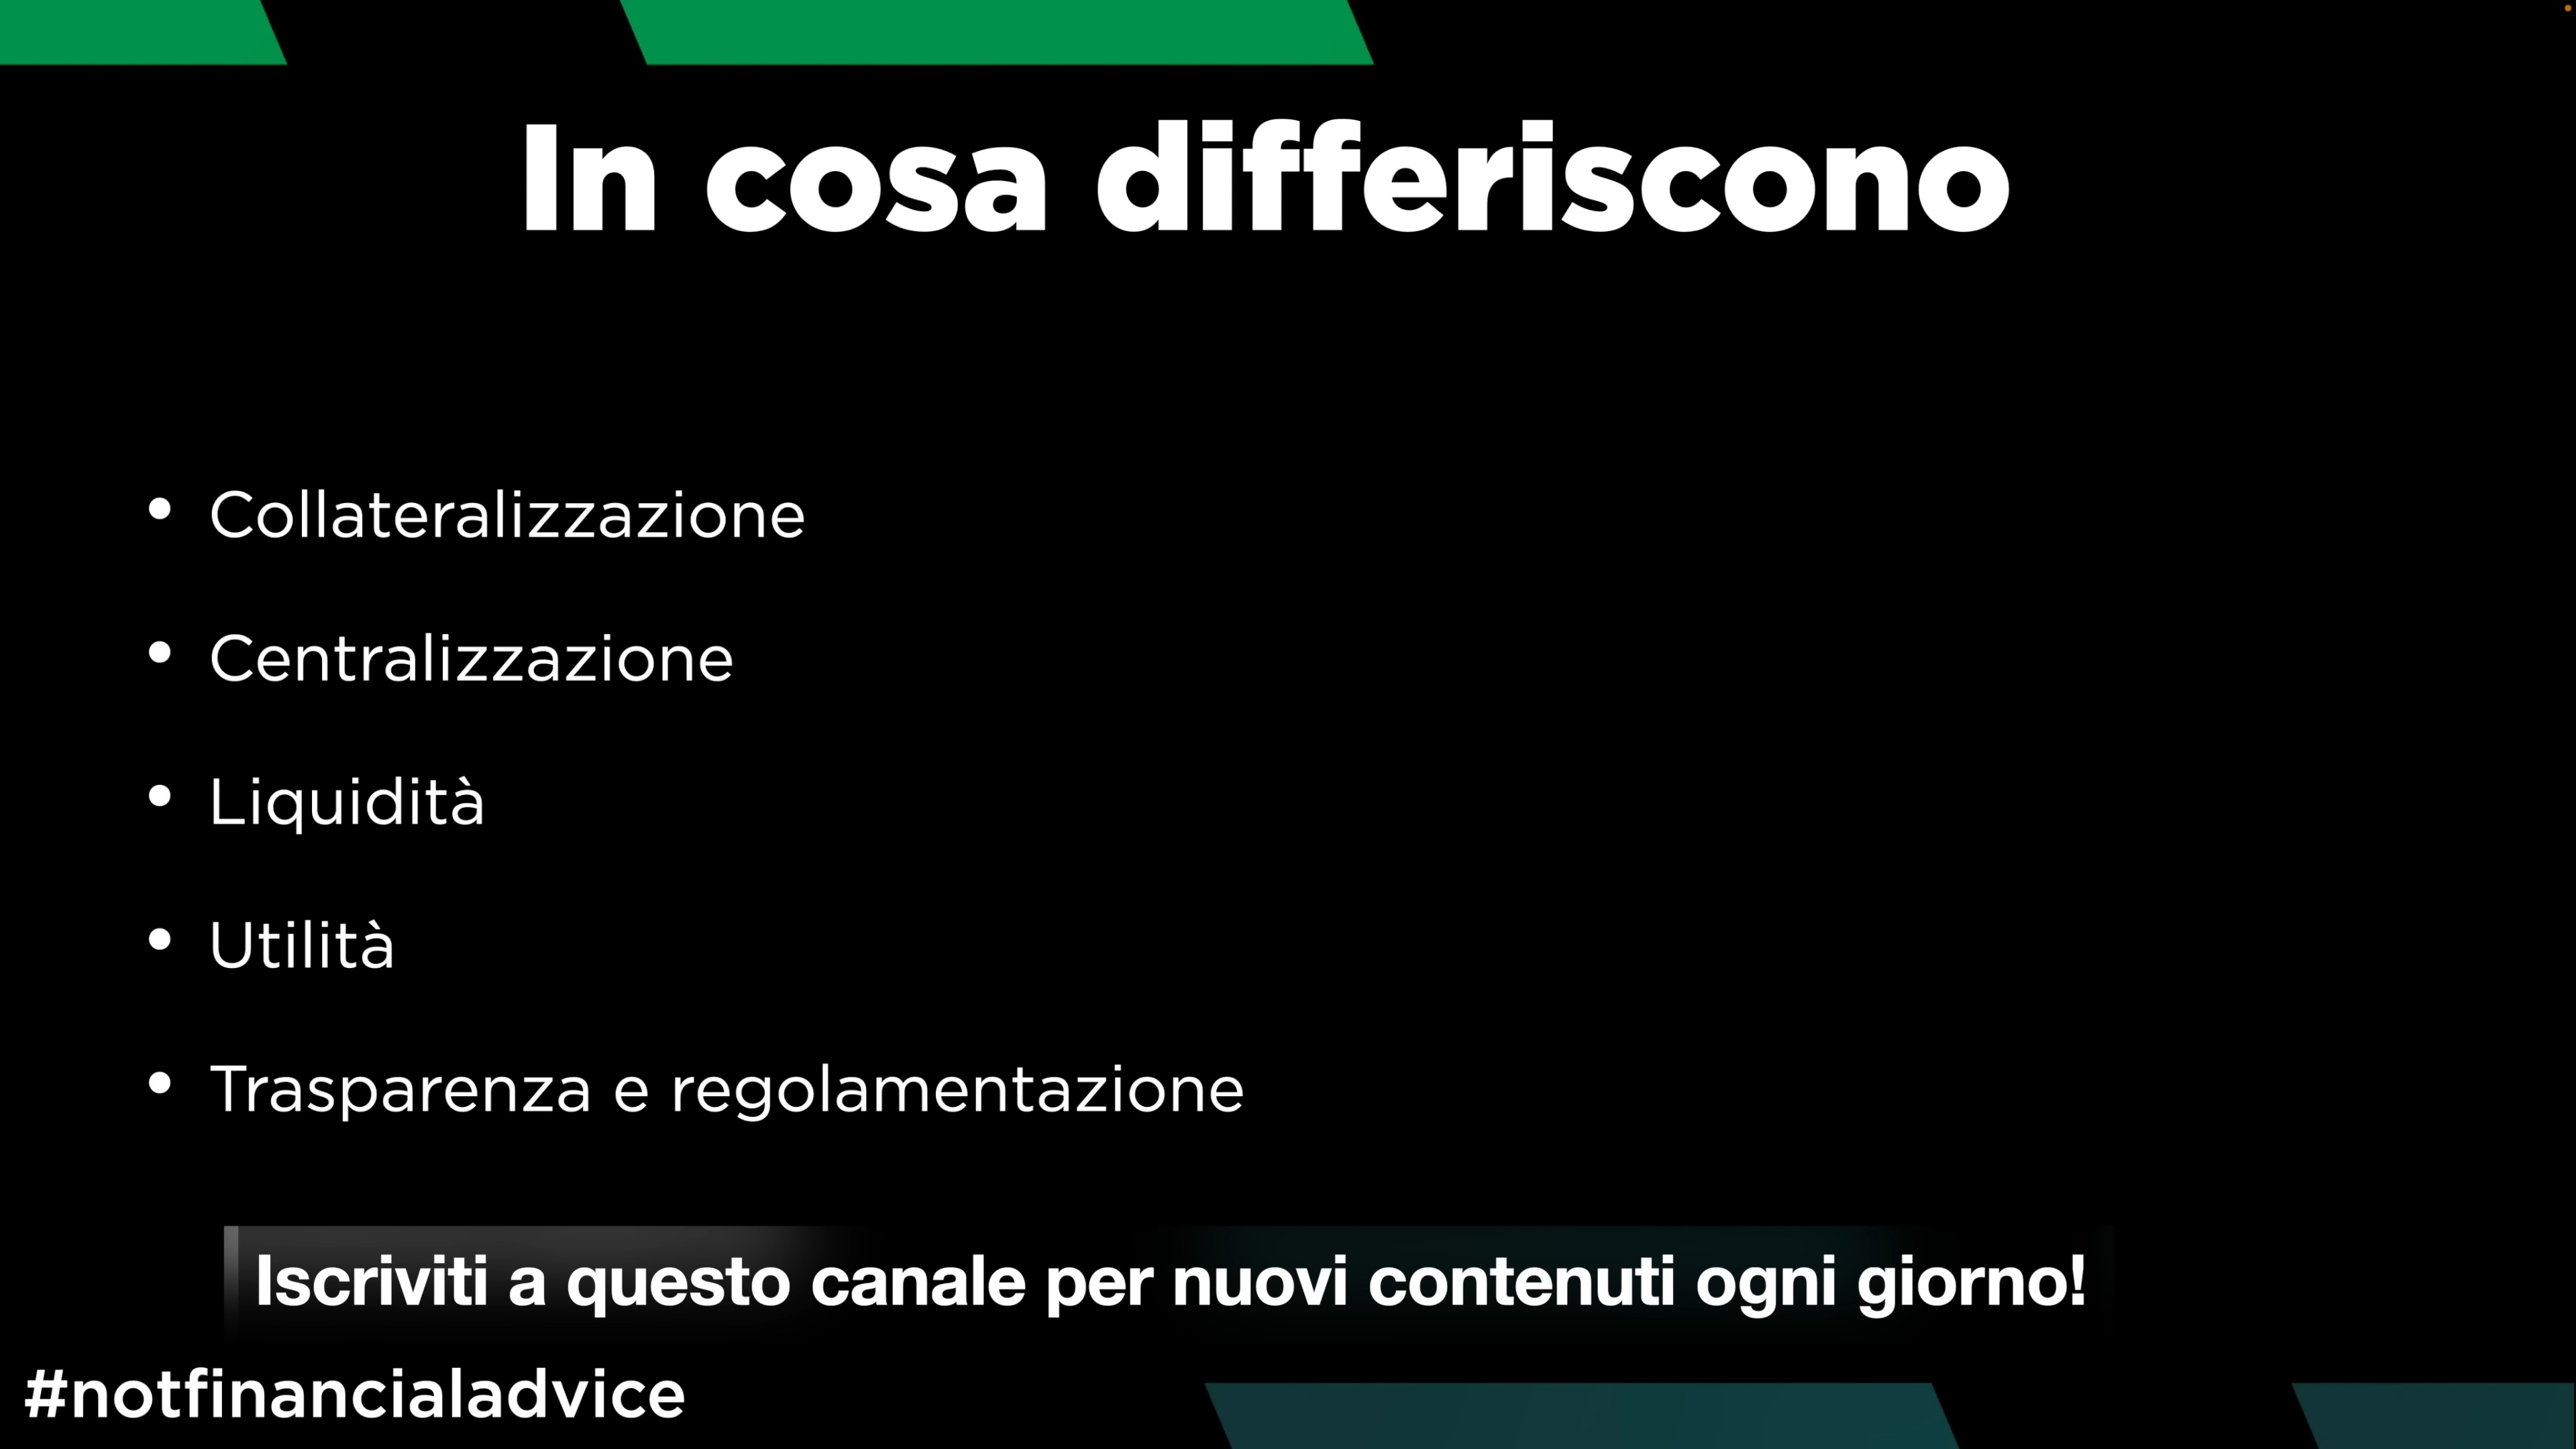 In cosa differiscono
• Collateralizzazione
• Centralizzazione
• Liquidità
• Utilità
• Trasparenza e regolamentazione
Iscriviti a questo canale per nuovi contenuti ogni giorno!
#notfinancialadvice